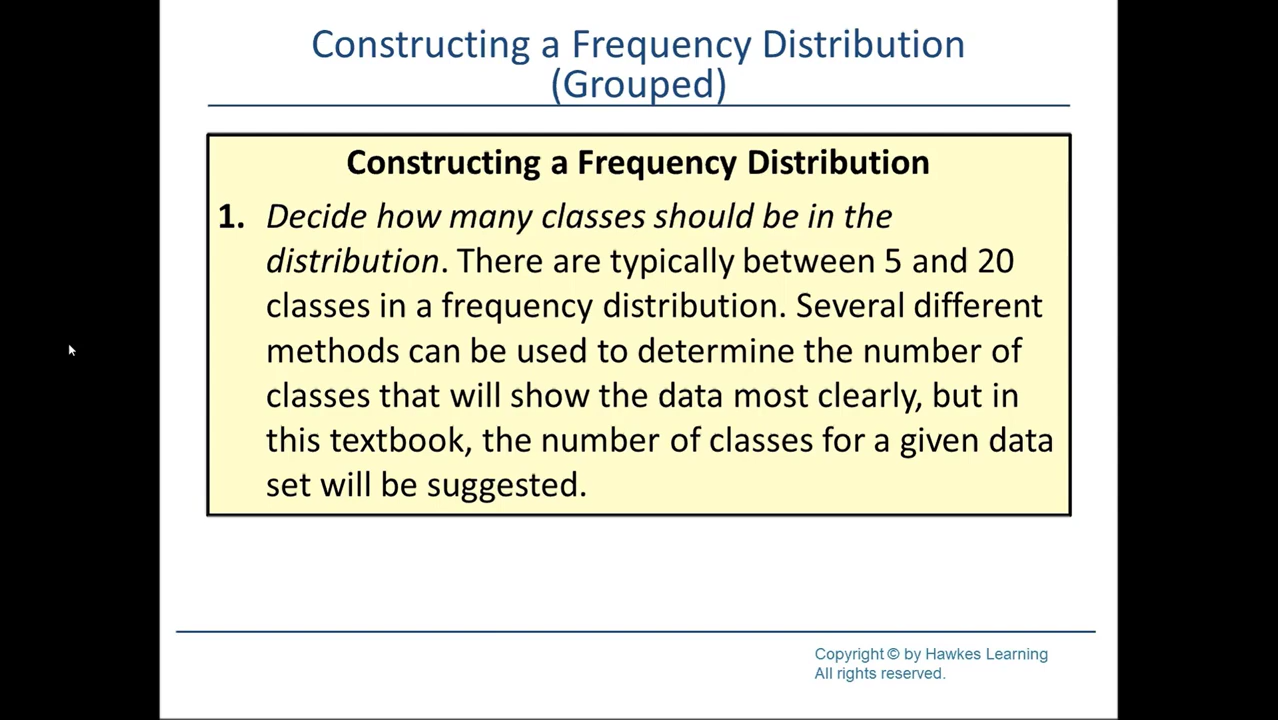 Constructing a Frequency Distribution
(Grouped)
Constructing a Frequency Distribution
1. Decide how many classes should be in the
distribution. There are typically between 5 and 20
classes in a frequency distribution. Several different
methods can be used to determine the number of
classes that will show the data most clearly, but in
this textbook, the number of classes for a given data
set will be suggested.
Copyright © by Hawkes Learning
All rights reserved.